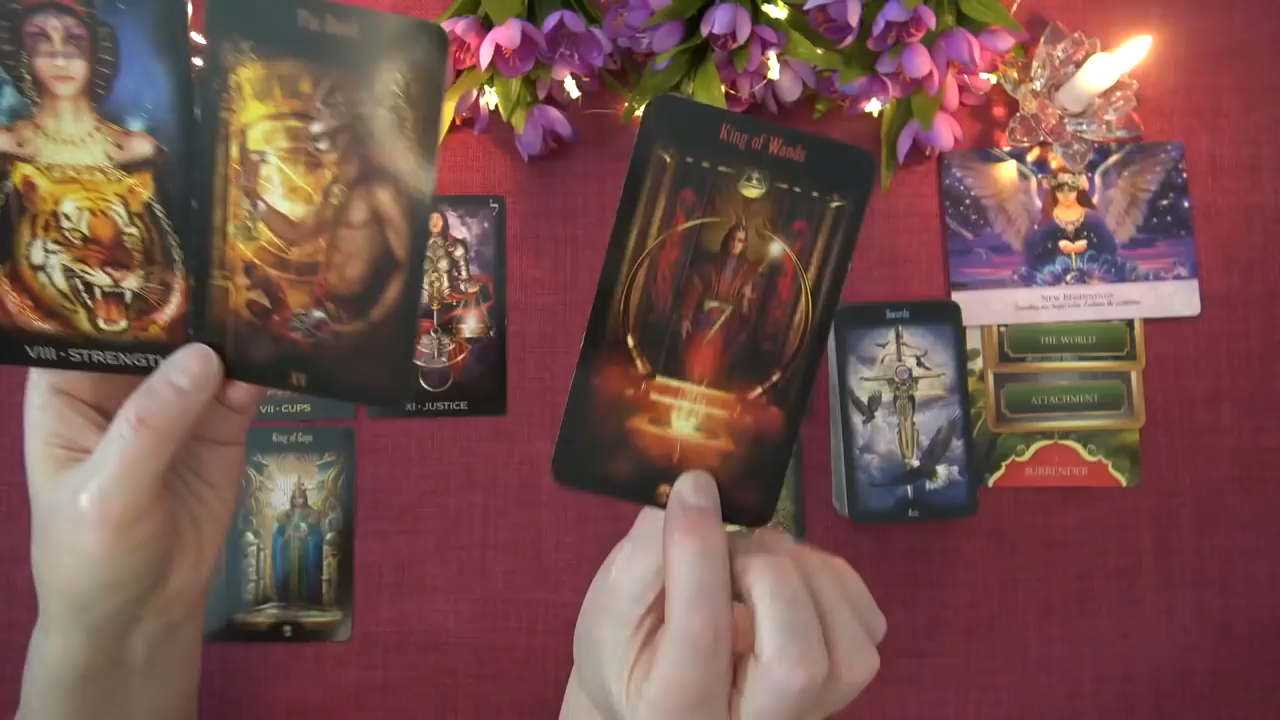 The Devil
King of Wands
VIII · STRENGTH
XV
ל
VII · CUPS
XI · JUSTICE
King of Cups
Swords
Ace
NEW BEGINNINGS
THE WORLD
ATTACHMENT
SURRENDER